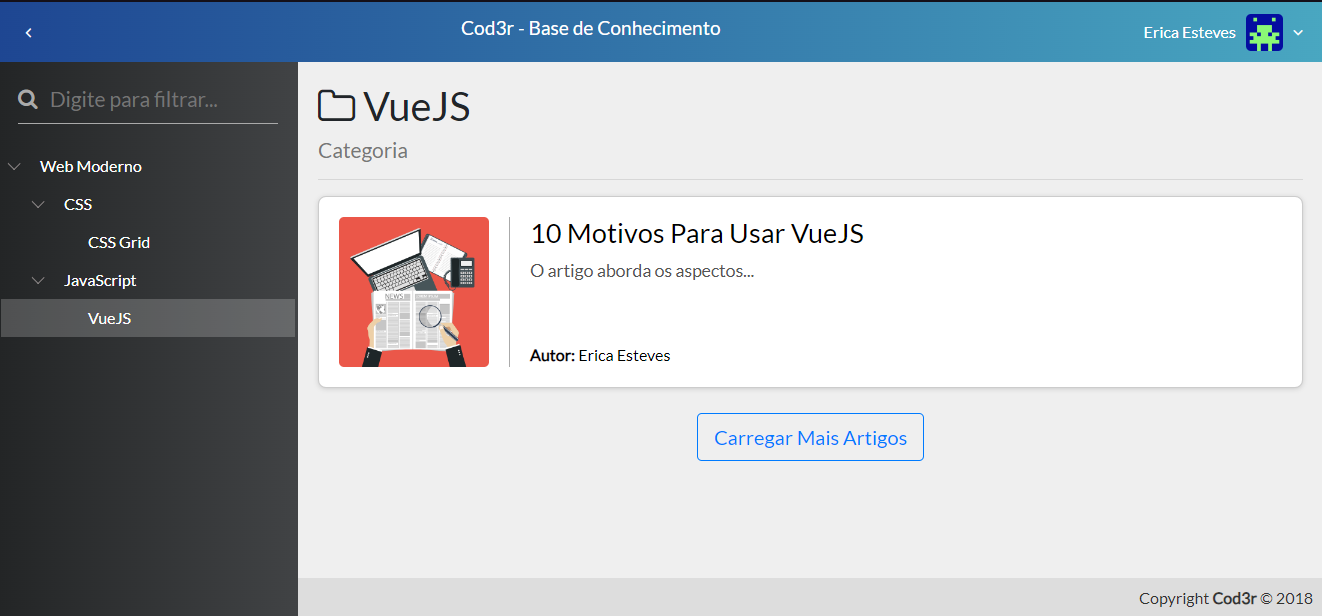 Cod3r - Base de Conhecimento
Erica Esteves
Digite para filtrar...
Web Moderno
CSS
CSS Grid
JavaScript
VueJS
VueJS
Categoria
NEWS
10 Motivos Para Usar VueJS
O artigo aborda os aspectos...
Autor: Erica Esteves
Carregar Mais Artigos
Copyright Cod3r © 2018